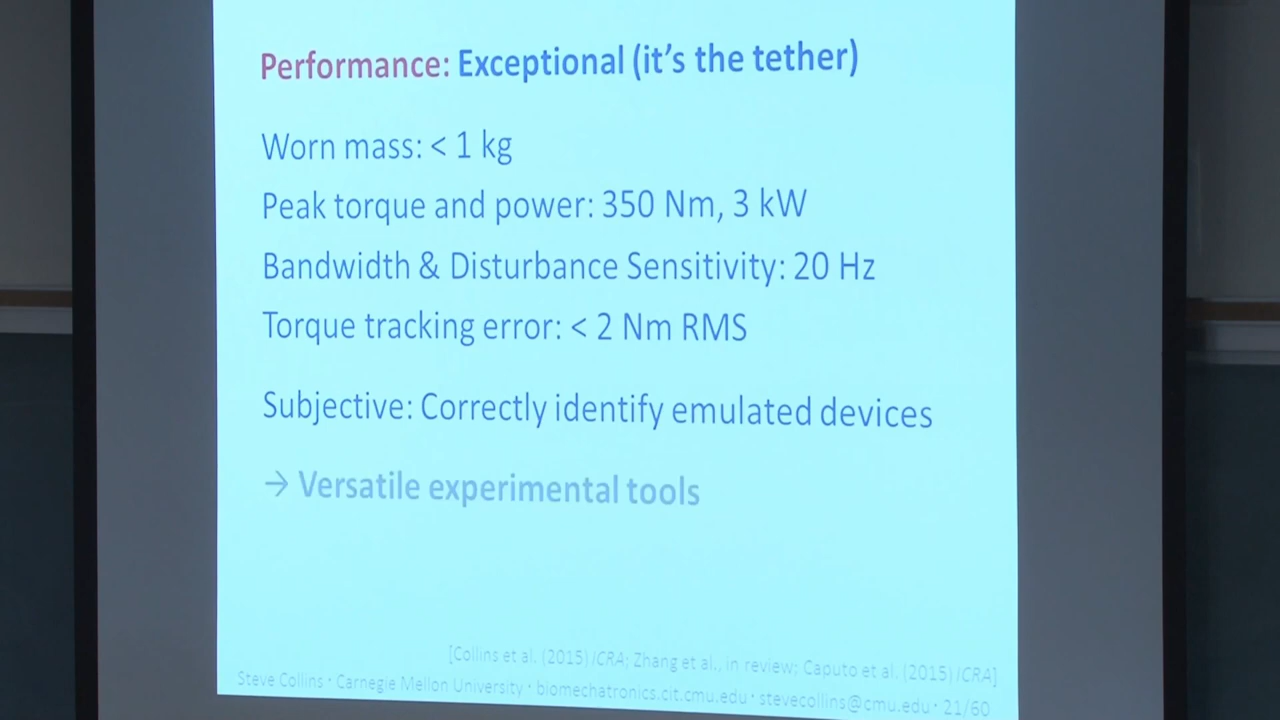 Performance: Exceptional (it's the tether)
Worn mass: < 1 kg
Peak torque and power: 350 Nm, 3 kW
Bandwidth & Disturbance Sensitivity: 20 Hz
Torque tracking error: < 2 Nm RMS
Subjective: Correctly identify emulated devices
→ Versatile experimental tools
[Collins et al. (2015) ICRA; Zhang et al., in review; Caputo et al. (2015) ICRA]
Steve Collins · Carnegie Mellon University · biomechatronics.cit.cmu.edu · stevecollins@cmu.edu · 21/60